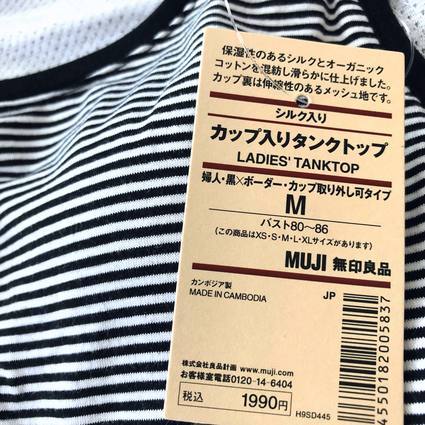 保湿性のあるシルクとオーガニック
コットンを混紡し滑らかに仕上げました。
カップ裏は伸縮性のあるメッシュ地です。
シルク入り
カップ入りタンクトップ
LADIES' TANKTOP
婦人・黒×ボーダー・カップ取り外し可タイプ
M
バスト80〜86
(この商品はXS・S・M・L・XLサイズがあります)
MUJI 無印良品
カンボジア製
MADE IN CAMBODIA
JP
株式会社良品計画 www.muji.com
お客様室電話0120-14-6404
税込 1990円
H9SD445
4550182005837